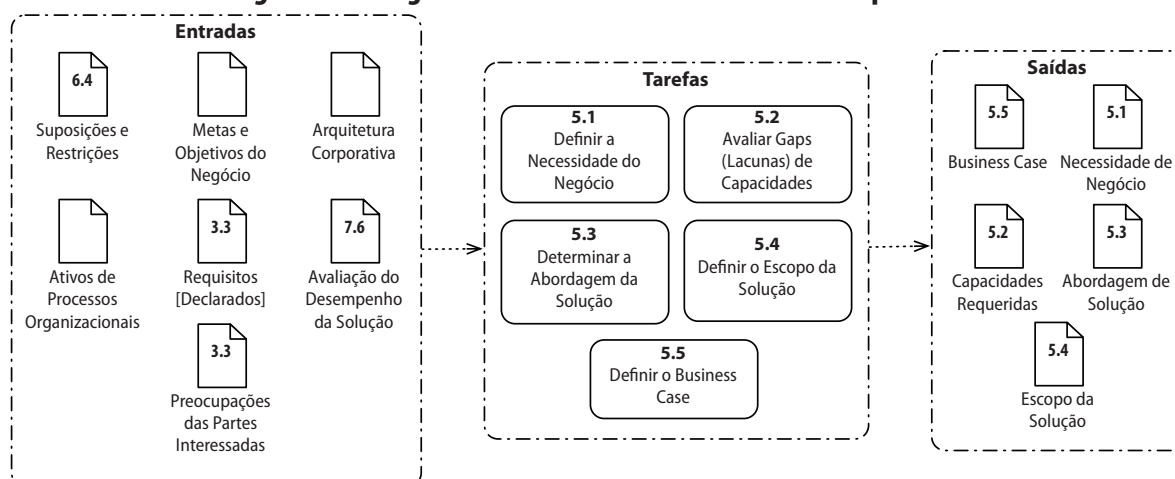 Entradas
6.4
Suposições e
Restrições
Metas e
Objetivos do
Negócio
Arquitetura
Corporativa
Ativos de
Processos
Organizacionais
3.3
Requisitos
[Declarados]
7.6
Avaliação do
Desempenho
da Solução
3.3
Preocupações
das Partes
Interessadas
Tarefas
5.1
Definir a
Necessidade do
Negócio
5.2
Avaliar Gaps
(Lacunas) de
Capacidades
5.3
Determinar a
Abordagem da
Solução
5.4
Definir o Escopo da
Solução
5.5
Definir o Business
Case
Saídas
5.5
Business Case
5.1
Necessidade de
Negócio
5.2
Capacidades
Requeridas
5.3
Abordagem de
Solução
5.4
Escopo da
Solução